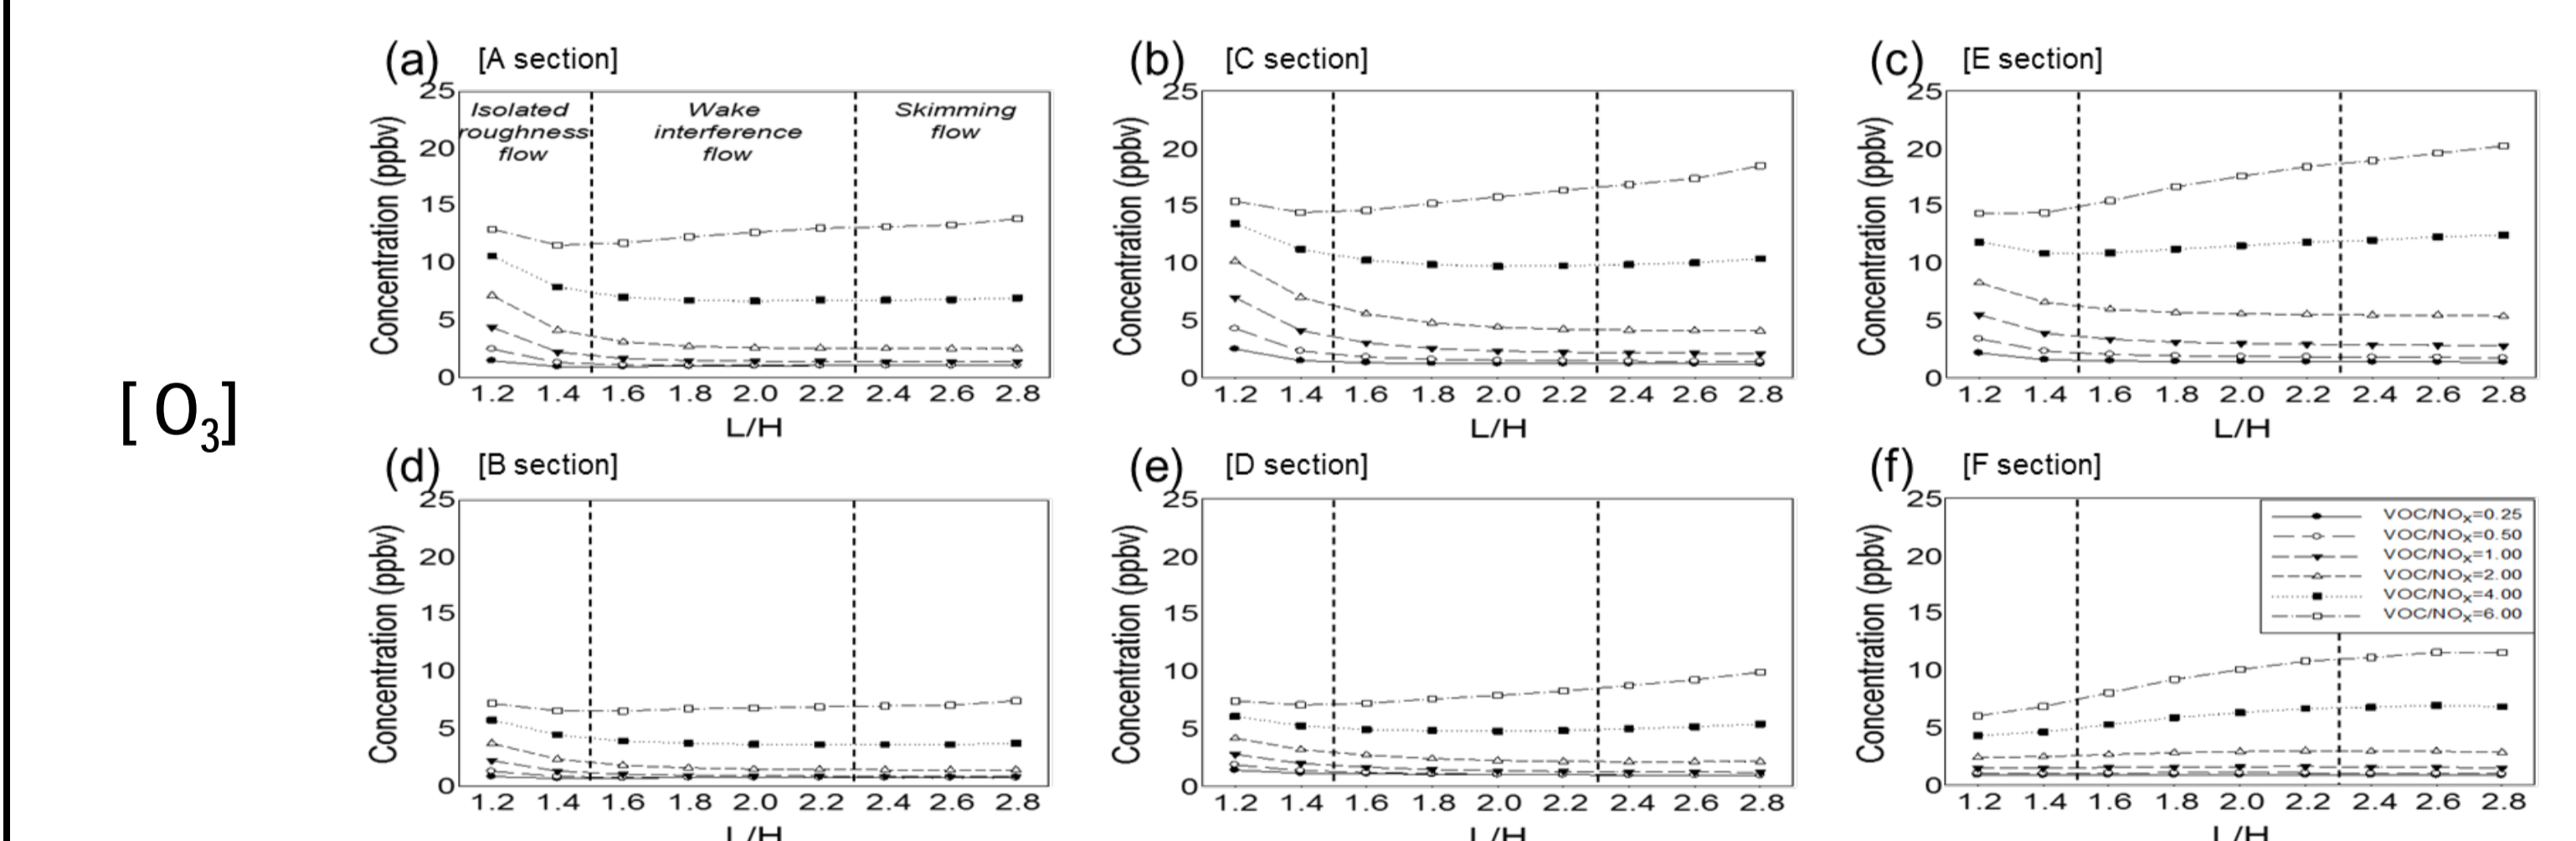 [O₃]
(a) [A section]
Concentration (ppbv)
25
20
15
10
5
0
Isolated roughness flow
Wake interference flow
Skimming flow
1.2 1.4 1.6 1.8 2.0 2.2 2.4 2.6 2.8
L/H
(b) [C section]
Concentration (ppbv)
25
20
15
10
5
0
1.2 1.4 1.6 1.8 2.0 2.2 2.4 2.6 2.8
L/H
(c) [E section]
Concentration (ppbv)
25
20
15
10
5
0
1.2 1.4 1.6 1.8 2.0 2.2 2.4 2.6 2.8
L/H
(d) [B section]
Concentration (ppbv)
25
20
15
10
5
0
1.2 1.4 1.6 1.8 2.0 2.2 2.4 2.6 2.8
L/H
(e) [D section]
Concentration (ppbv)
25
20
15
10
5
0
1.2 1.4 1.6 1.8 2.0 2.2 2.4 2.6 2.8
L/H
(f) [F section]
Concentration (ppbv)
25
20
15
10
5
0
VOC/NOx=0.25
VOC/NOx=0.50
VOC/NOx=1.00
VOC/NOx=2.00
VOC/NOx=4.00
VOC/NOx=6.00
1.2 1.4 1.6 1.8 2.0 2.2 2.4 2.6 2.8
L/H